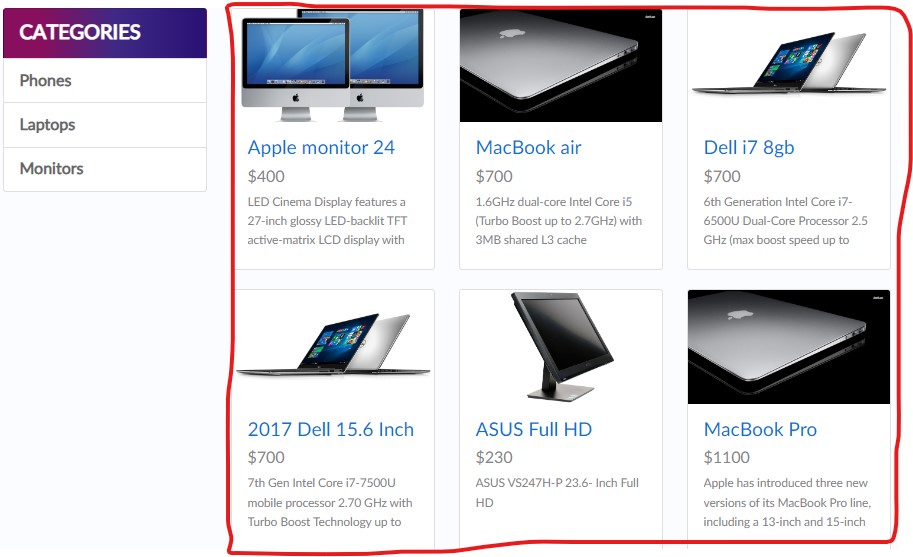 CATEGORIES
Phones
Laptops
Monitors
Apple monitor 24
$400
LED Cinema Display features a
27-inch glossy LED-backlit TFT
active-matrix LCD display with
MacBook air
$700
1.6GHz dual-core Intel Core i5
(Turbo Boost up to 2.7GHz) with
3MB shared L3 cache
Dell i7 8gb
$700
6th Generation Intel Core i7-
6500U Dual-Core Processor 2.5
GHz (max boost speed up to
2017 Dell 15.6 Inch
$700
7th Gen Intel Core i7-7500U
mobile processor 2.70 GHz with
Turbo Boost Technology up to
ASUS Full HD
$230
ASUS VS247H-P 23.6- Inch Full
HD
MacBook Pro
$1100
Apple has introduced three new
versions of its MacBook Pro line,
including a 13-inch and 15-inch